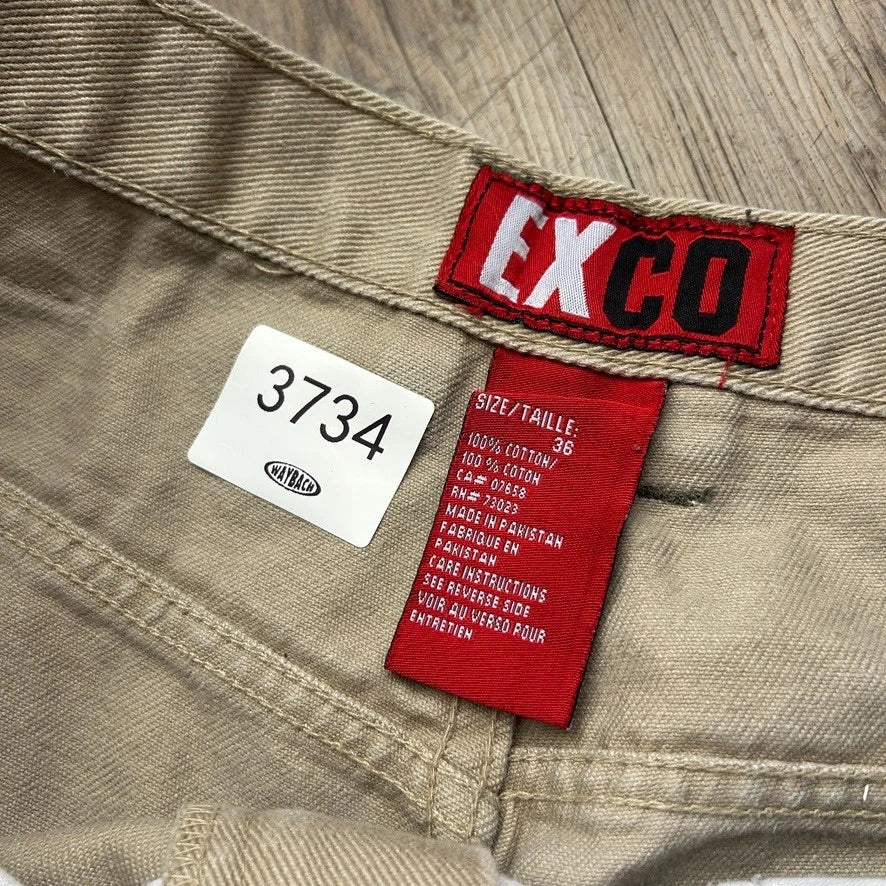 EXCO
3734
WAYBACH
SIZE/TAILLE:
36
100% COTTON/
100 % COTON
CA# 07658
RN# 73023
MADE IN PAKISTAN
FABRIQUE EN
PAKISTAN
CARE INSTRUCTIONS
SEE REVERSE SIDE
VOIR AU VERSO POUR
ENTRETIEN